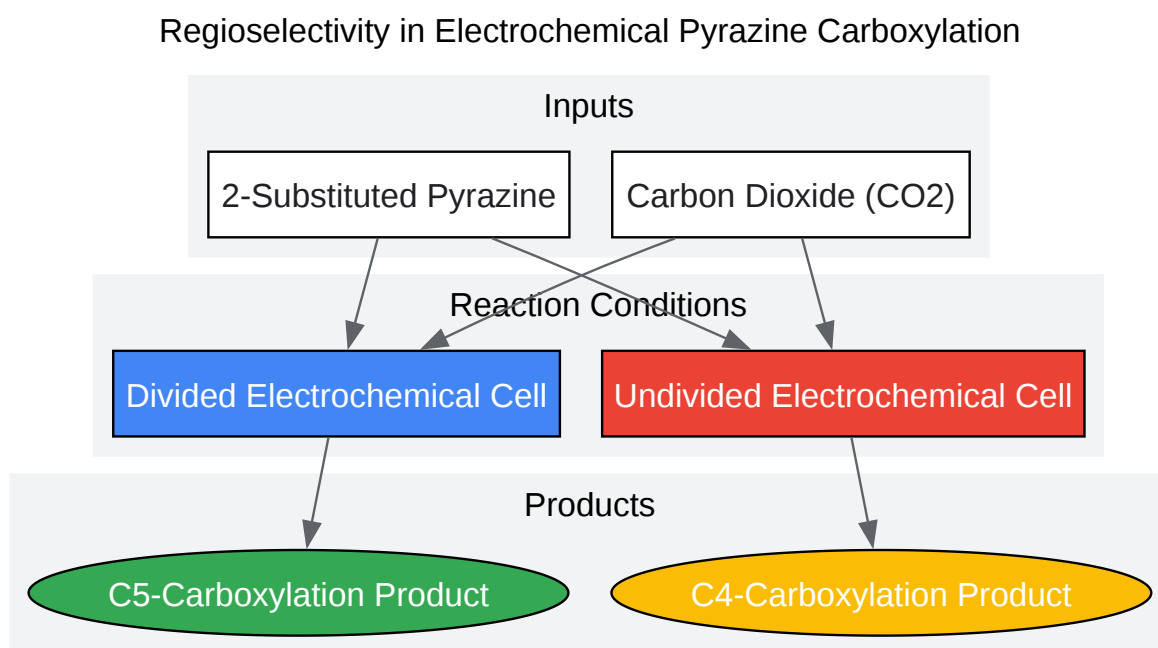 Regioselectivity in Electrochemical Pyrazine Carboxylation
Inputs
2-Substituted Pyrazine
Carbon Dioxide (CO2)
Reaction Conditions
Divided Electrochemical Cell
Undivided Electrochemical Cell
Products
C5-Carboxylation Product
C4-Carboxylation Product